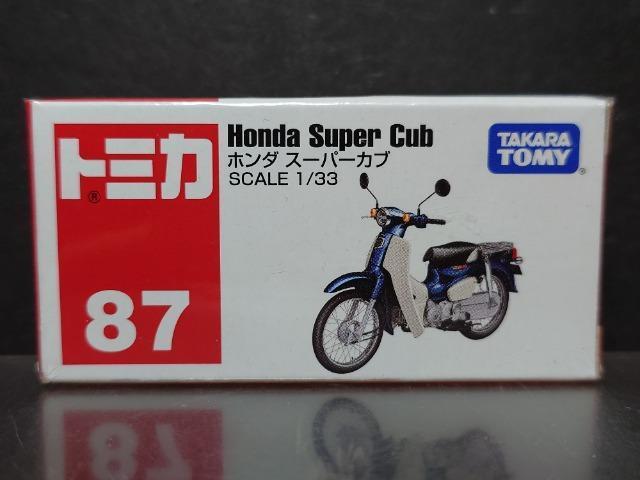 トミカ
®
87
Honda Super Cub
ホンダ スーパーカブ
SCALE 1/33
TAKARA
TOMY
®